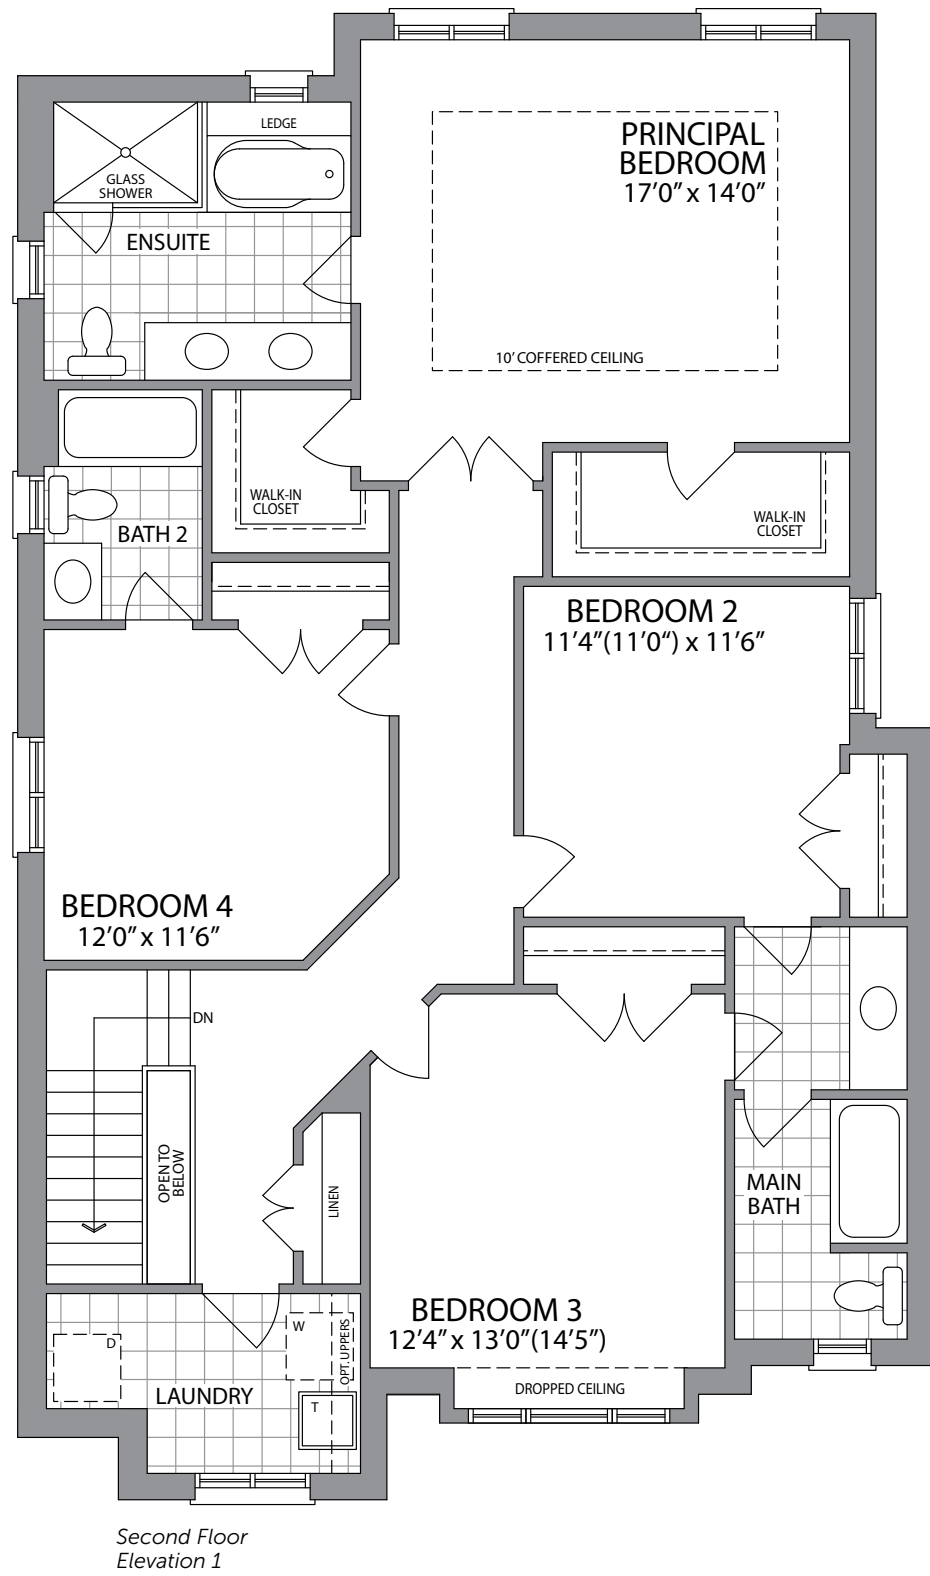 LEDGE
GLASS
SHOWER
ENSUITE
PRINCIPAL
BEDROOM
17'0” x 14'0”
10' COFFERED CEILING
WALK-IN
CLOSET
WALK-IN
CLOSET
BATH 2
BEDROOM 2
11'4”(11'0“) x 11'6”
BEDROOM 4
12'0” x 11'6”
DN
OPEN TO
BELOW
LINEN
MAIN
BATH
BEDROOM 3
12'4” x 13'0”(14'5”)
DROPPED CEILING
D
W
OPT. UPPERS
LAUNDRY
T
Second Floor
Elevation 1